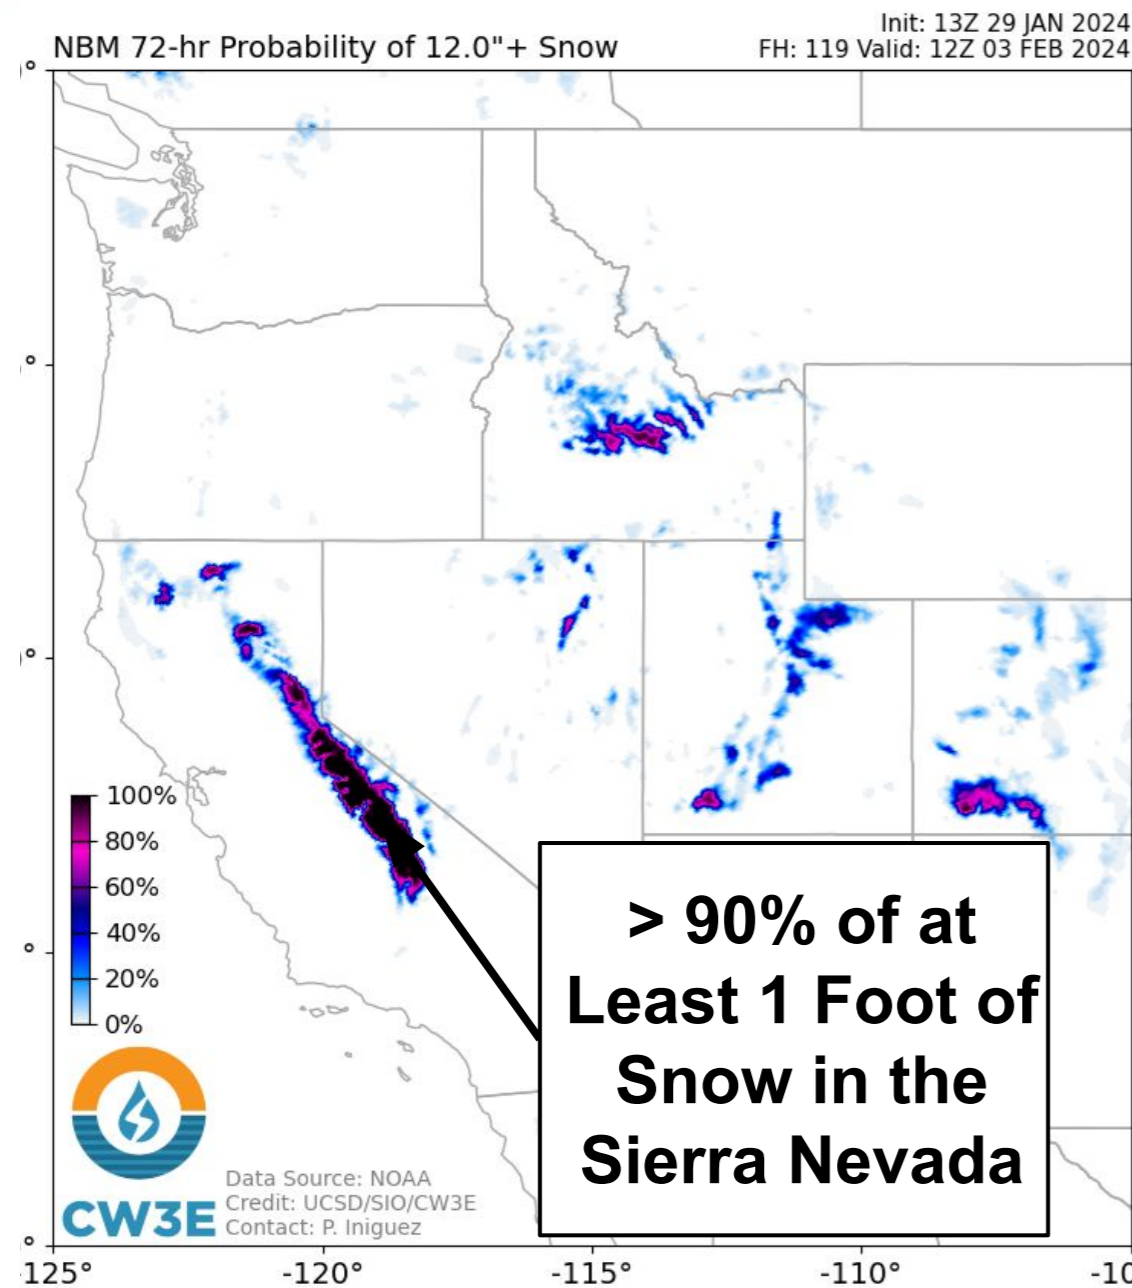 Init: 13Z 29 JAN 2024
NBM 72-hr Probability of 12.0"+ Snow
FH: 119 Valid: 12Z 03 FEB 2024
100%
80%
60%
40%
20%
0%
> 90% of at
Least 1 Foot of
Snow in the
Sierra Nevada
CW3E
Data Source: NOAA
Credit: UCSD/SIO/CW3E
Contact: P. Iniguez
-125° -120° -115° -110°